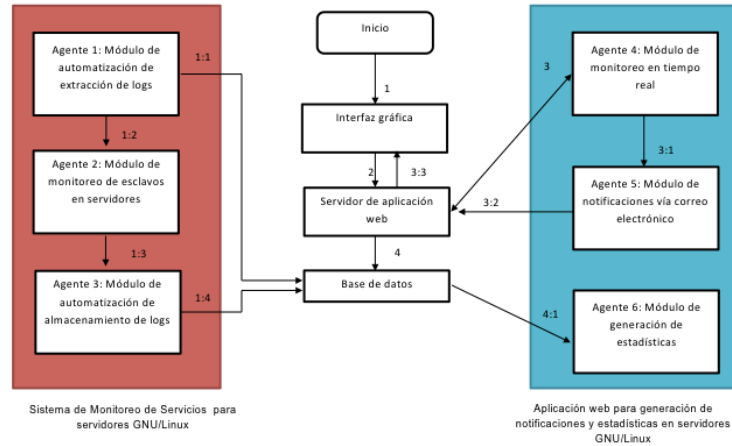 Inicio
Agente 1: Módulo de
automatización de
extracción de logs
1:1
1
1:2
Agente 2: Módulo de
monitoreo de esclavos
en servidores
1:3
Agente 3: Módulo de
automatización de
almacenamiento de logs
1:4
Interfaz gráfica
2
3:3
Servidor de aplicación
web
4
Base de datos
3
Agente 4: Módulo de
monitoreo en tiempo
real
3:1
Agente 5: Módulo de
notificaciones vía correo
electrónico
3:2
4:1
Agente 6: Módulo de
generación de
estadísticas
Sistema de Monitoreo de Servicios para
servidores GNU/Linux
Aplicación web para generación de
notificaciones y estadísticas en servidores
GNU/Linux